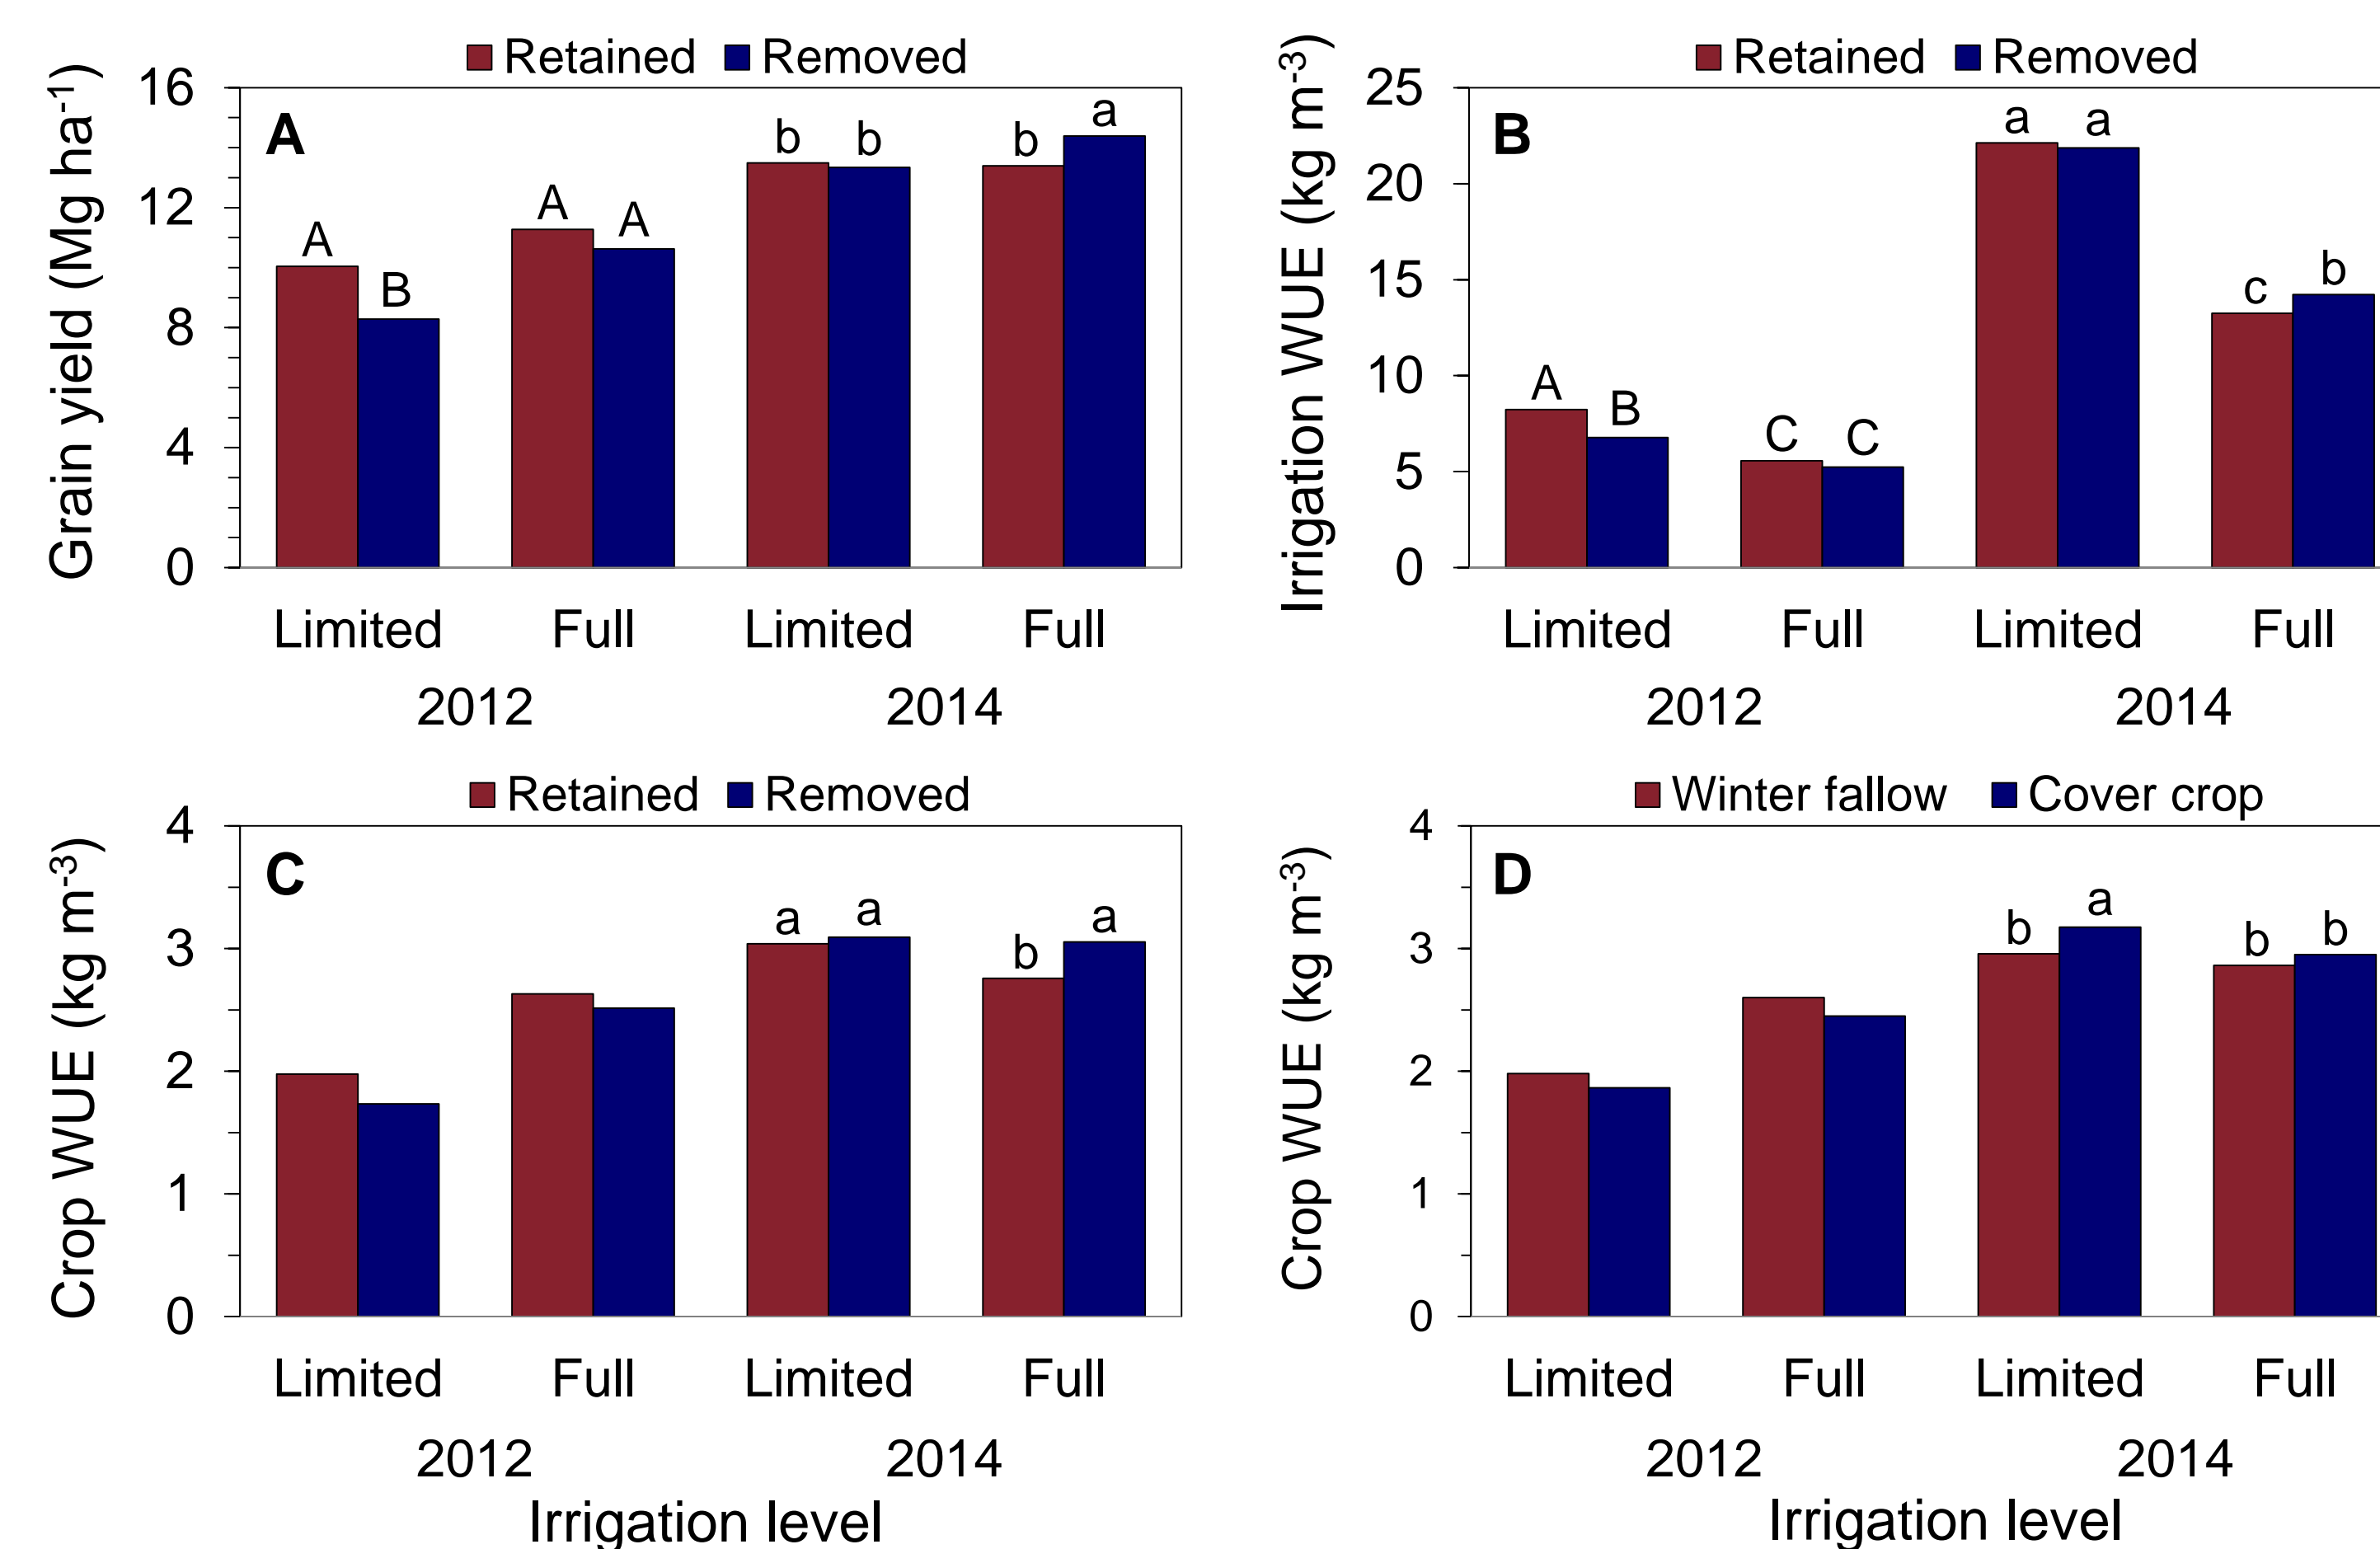 Retained Removed
Grain yield (Mg ha-1)
16
12
8
4
0
A
A
B
A
A
b
b
b
a
Limited Full Limited Full
2012 2014
Retained Removed
Irrigation WUE (kg m-3)
25
20
15
10
5
0
B
A
B
C
C
a
a
c
b
Limited Full Limited Full
2012 2014
Retained Removed
Crop WUE (kg m-3)
4
3
2
1
0
C
a
a
b
a
Limited Full Limited Full
2012 2014
Irrigation level
Winter fallow Cover crop
Crop WUE (kg m-3)
4
3
2
1
0
D
b
a
b
b
Limited Full Limited Full
2012 2014
Irrigation level